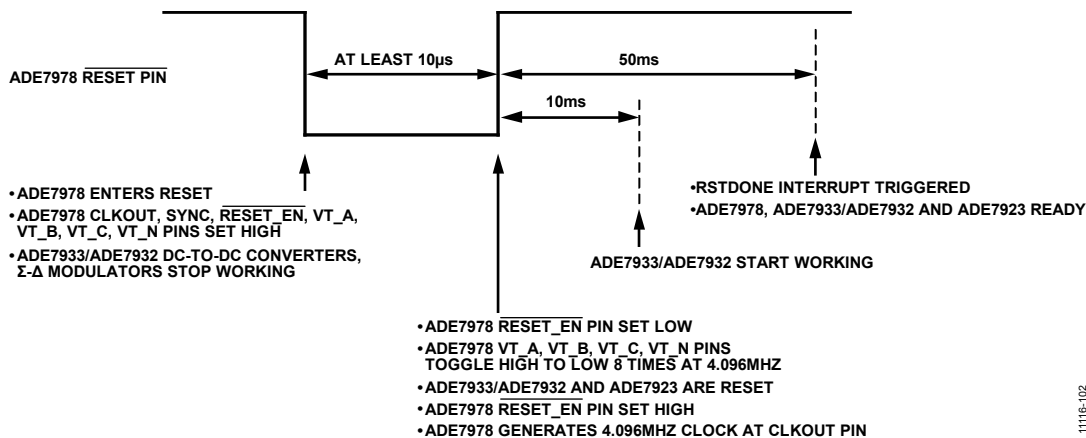 AT LEAST 10µs
50ms
ADE7978 RESET PIN
10ms
•ADE7978 ENTERS RESET
•ADE7978 CLKOUT, SYNC, RESET_EN, VT_A,
VT_B, VT_C, VT_N PINS SET HIGH
•ADE7933/ADE7932 DC-TO-DC CONVERTERS,
Σ-Δ MODULATORS STOP WORKING
•RSTDONE INTERRUPT TRIGGERED
•ADE7978, ADE7933/ADE7932 AND ADE7923 READY
ADE7933/ADE7932 START WORKING
•ADE7978 RESET_EN PIN SET LOW
•ADE7978 VT_A, VT_B, VT_C, VT_N PINS
TOGGLE HIGH TO LOW 8 TIMES AT 4.096MHZ
•ADE7933/ADE7932 AND ADE7923 ARE RESET
•ADE7978 RESET_EN PIN SET HIGH
•ADE7978 GENERATES 4.096MHZ CLOCK AT CLKOUT PIN
11116-102